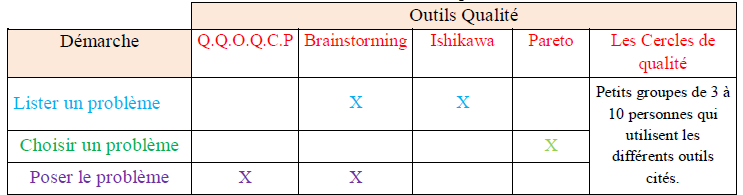 Outils Qualité
Démarche Q.Q.O.Q.C.P Brainstorming Ishikawa Pareto Les Cercles de
qualité
Lister un problème X X
Choisir un problème X
Poser le problème X X
Petits groupes de 3 à
10 personnes qui
utilisent les
différents outils
cités.